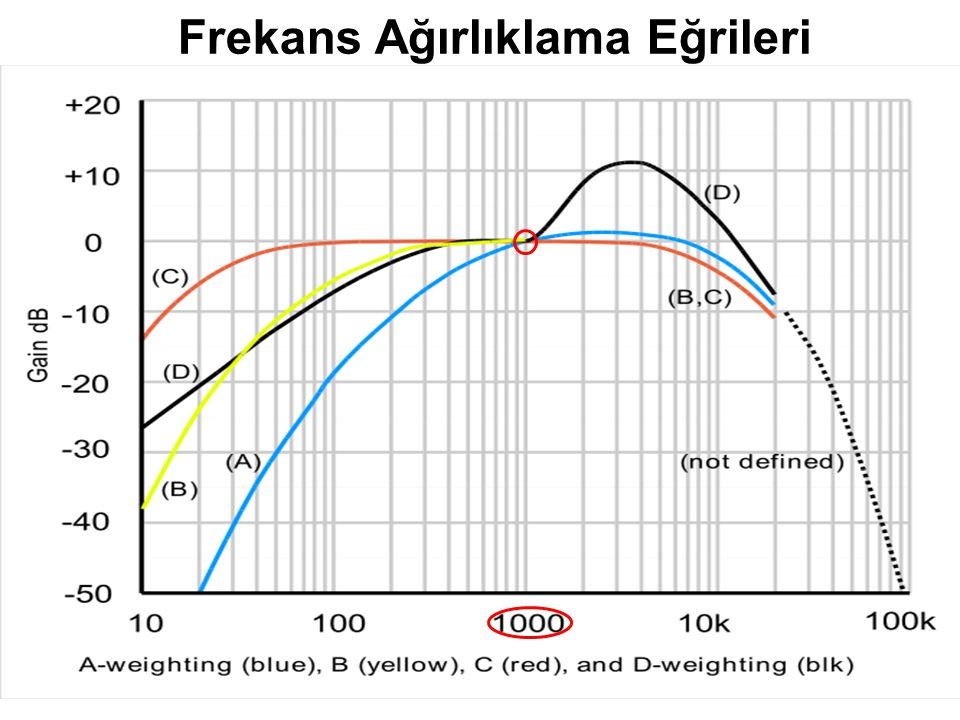 Frekans Ağırlıklama Eğrileri
+20
+10
0
-10
-20
-30
-40
-50
Gain dB
(C)
(D)
(B)
(A)
(D)
(B,C)
(not defined)
10 100 1000 10k 100k
A-weighting (blue), B (yellow), C (red), and D-weighting (blk)